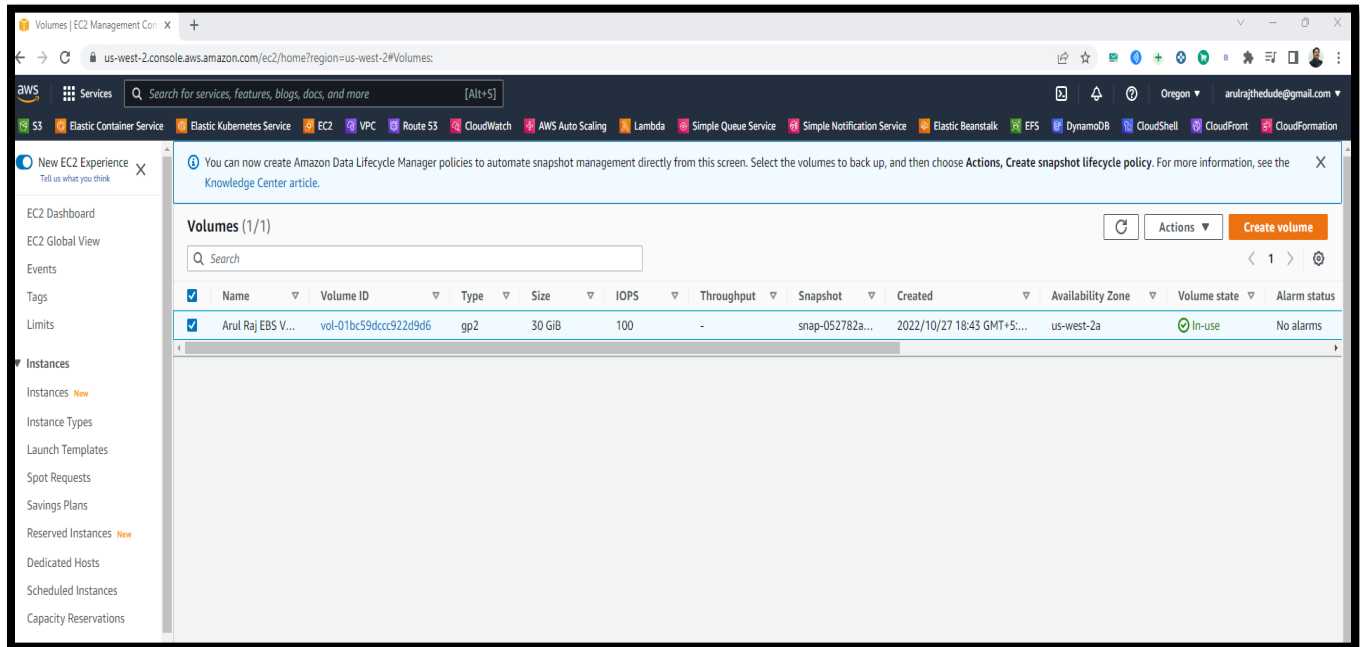 Volumes | EC2 Management Con X +
us-west-2.console.aws.amazon.com/ec2/home?region=us-west-2#Volumes:
aws Services Search for services, features, blogs, docs, and more [Alt+S] Oregon ▼ arulrajthedude@gmail.com ▼
S3 Elastic Container Service Elastic Kubernetes Service EC2 VPC Route 53 CloudWatch AWS Auto Scaling Lambda Simple Queue Service Simple Notification Service Elastic Beanstalk EFS DynamoDB CloudShell CloudFront CloudFormation
New EC2 Experience X
Tell us what you think
EC2 Dashboard
EC2 Global View
Events
Tags
Limits
Instances
Instances New
Instance Types
Launch Templates
Spot Requests
Savings Plans
Reserved Instances New
Dedicated Hosts
Scheduled Instances
Capacity Reservations
You can now create Amazon Data Lifecycle Manager policies to automate snapshot management directly from this screen. Select the volumes to back up, and then choose Actions, Create snapshot lifecycle policy. For more information, see the
Knowledge Center article.
Volumes (1/1) Actions ▼ Create volume
Search 1
Name Volume ID Type Size IOPS Throughput Snapshot Created Availability Zone Volume state Alarm status
Arul Raj EBS V... vol-01bc59dccc922d9d6 gp2 30 GiB 100 - snap-052782a... 2022/10/27 18:43 GMT+5:... us-west-2a In-use No alarms